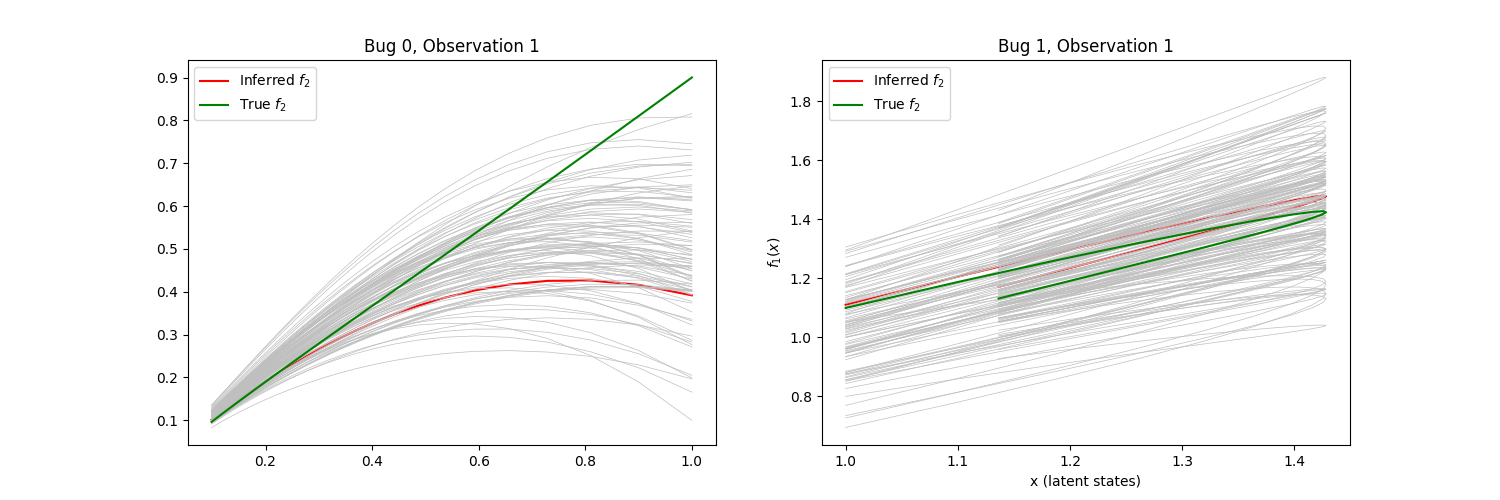 Bug 0, Observation 1
Inferred f₂
True f₂
0.9
0.8
0.7
0.6
0.5
0.4
0.3
0.2
0.1
0.2 0.4 0.6 0.8 1.0
Bug 1, Observation 1
Inferred f₂
True f₂
f₁(x)
1.8
1.6
1.4
1.2
1.0
0.8
1.0 1.1 1.2 1.3 1.4
x (latent states)